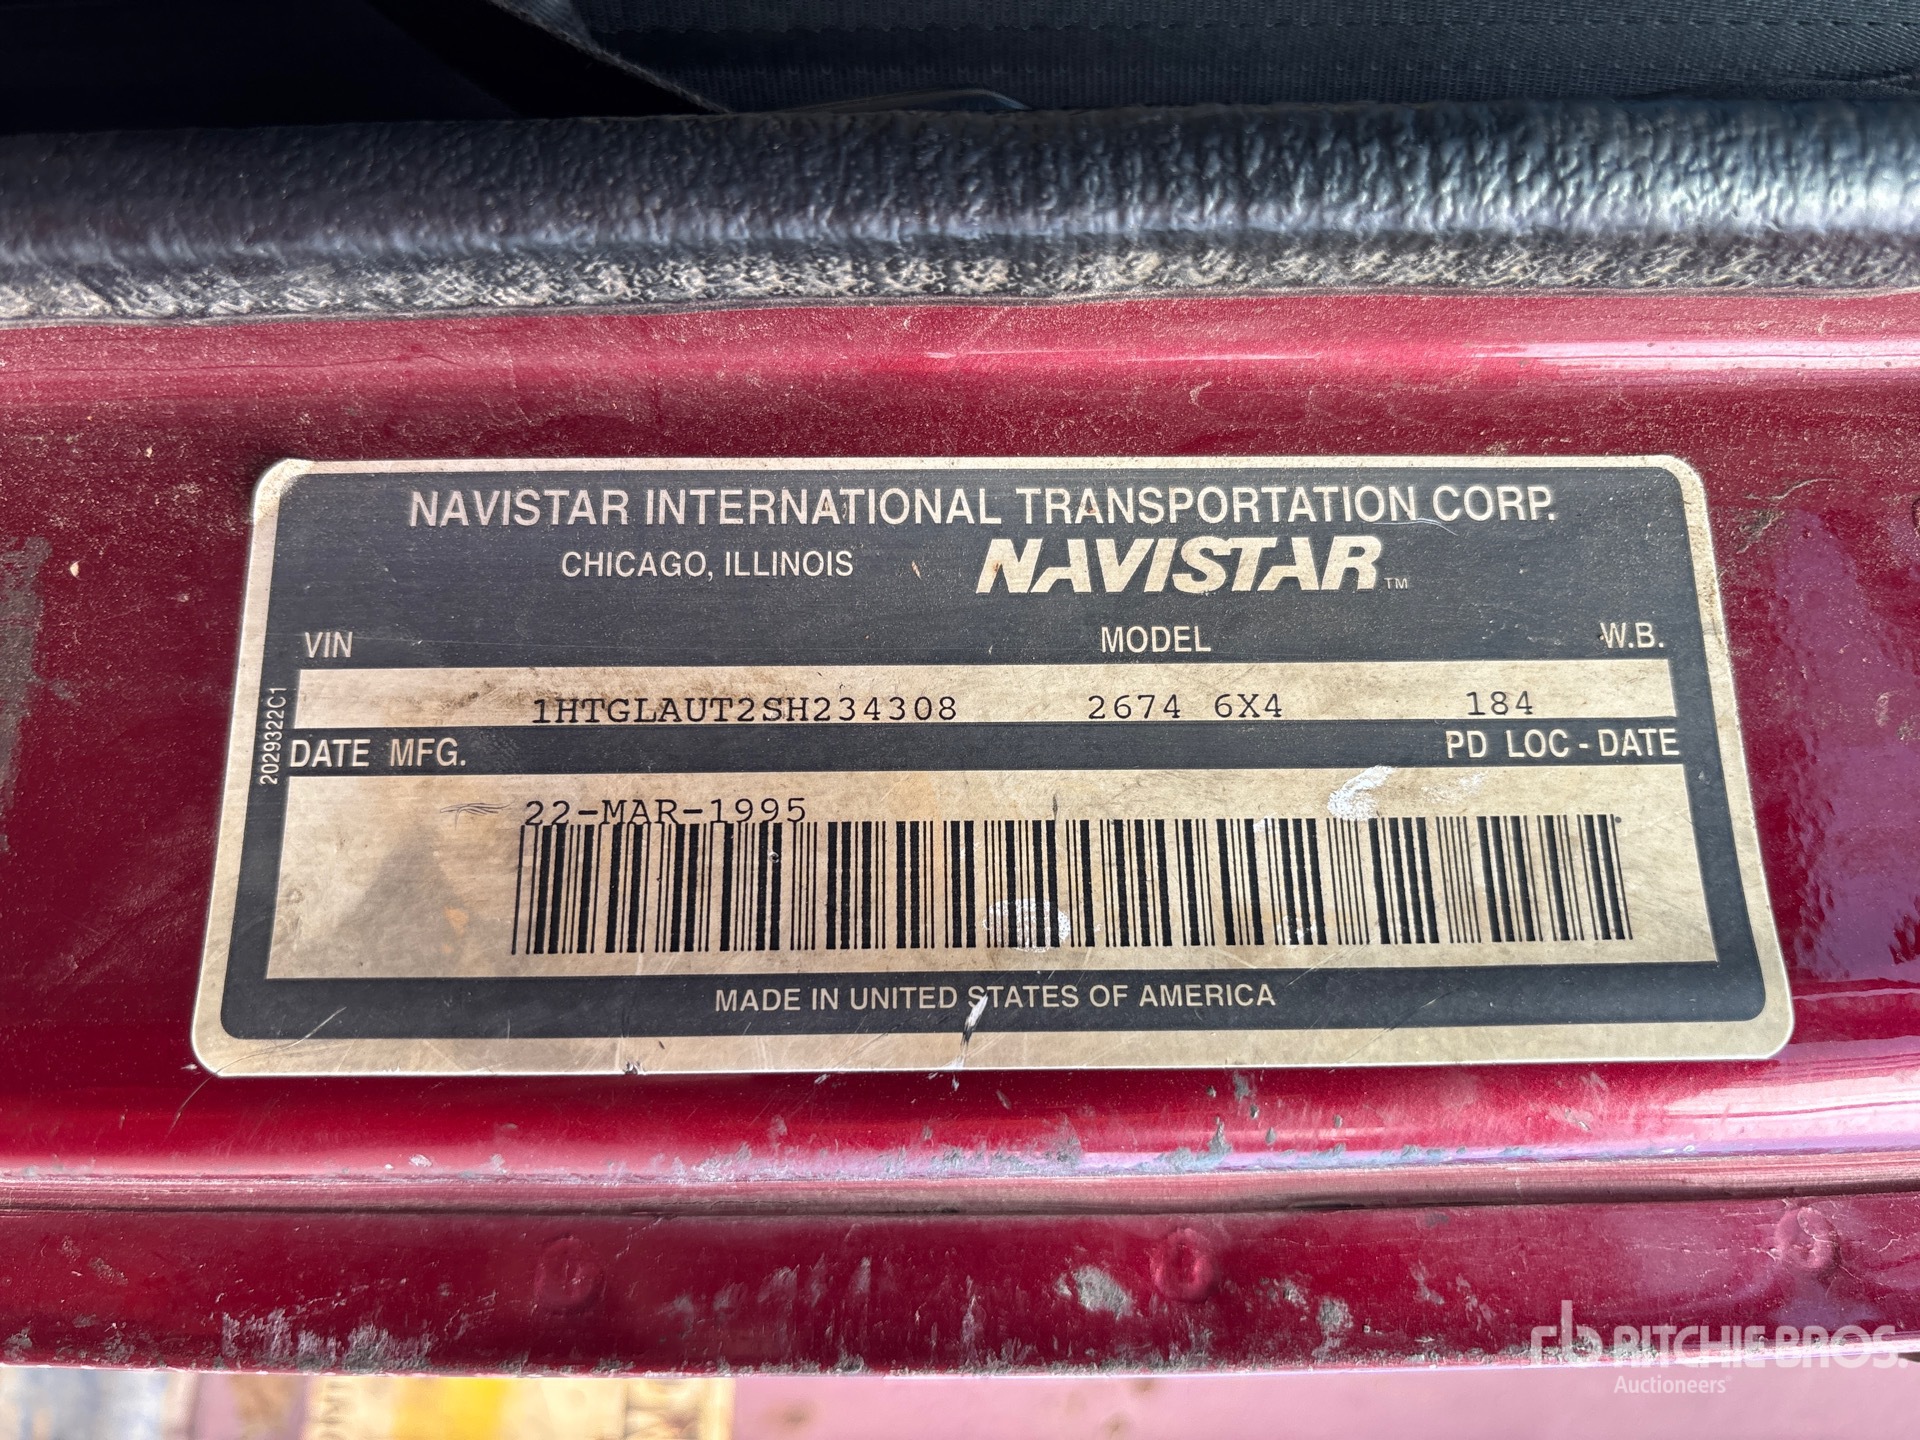 NAVISTAR INTERNATIONAL TRANSPORTATION CORP.
CHICAGO, ILLINOIS NAVISTAR™
VIN MODEL W.B.
1HTGLAUT2SH234308 2674 6X4 184
2029322C1
DATE MFG. PD LOC - DATE
22-MAR-1995
MADE IN UNITED STATES OF AMERICA
rb RITCHIE BROS.
Auctioneers